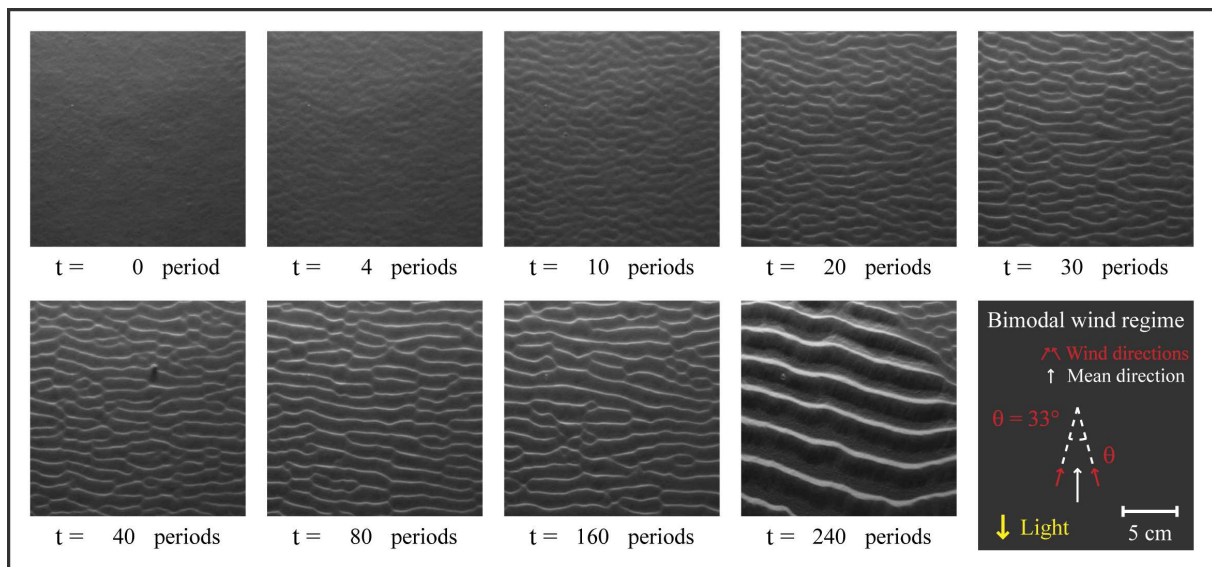 t = 0 period
t = 4 periods
t = 10 periods
t = 20 periods
t = 30 periods
t = 40 periods
t = 80 periods
t = 160 periods
t = 240 periods
Bimodal wind regime
Wind directions
Mean direction
θ = 33°
θ
Light
5 cm